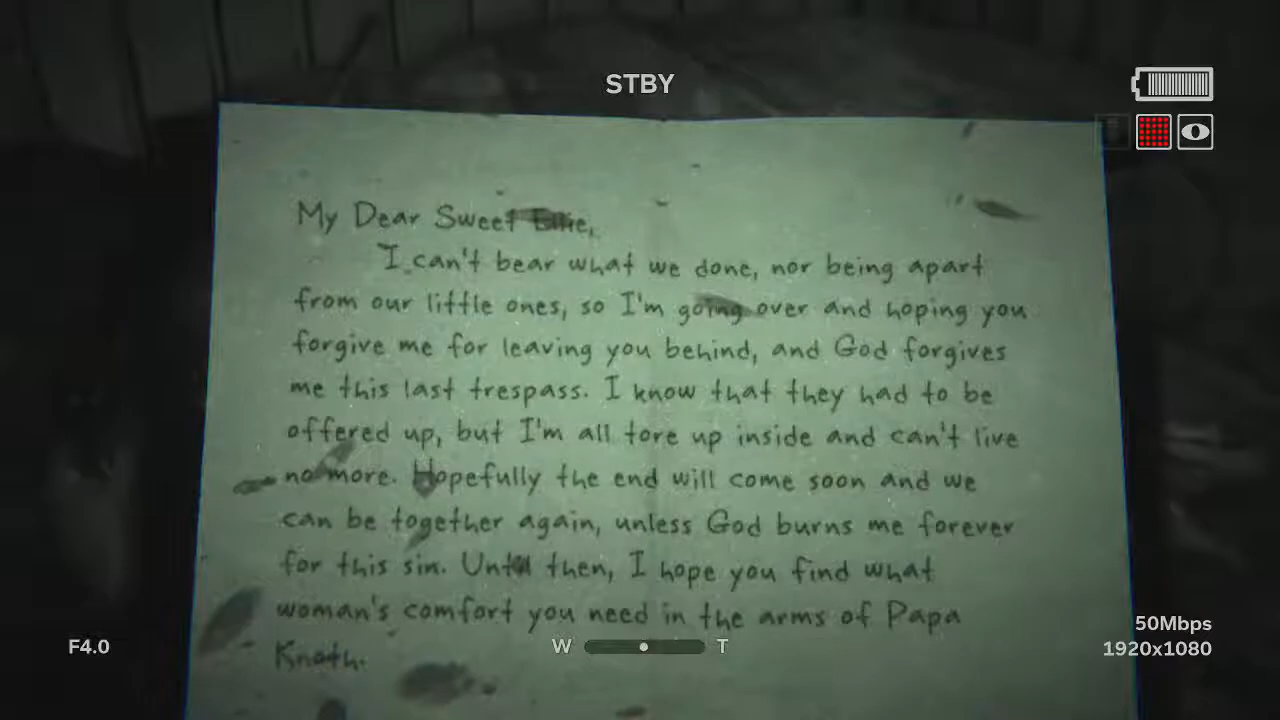 STBY
My Dear Sweet Ellie,
I can't bear what we done, nor being apart
from our little ones, so I'm going over and hoping you
forgive me for leaving you behind, and God forgives
me this last trespass. I know that they had to be
offered up, but I'm all tore up inside and can't live
no more. Hopefully the end will come soon and we
can be together again, unless God burns me forever
for this sin. Until then, I hope you find what
woman's comfort you need in the arms of Papa
Knoth.
F4.0
W T
50Mbps
1920x1080